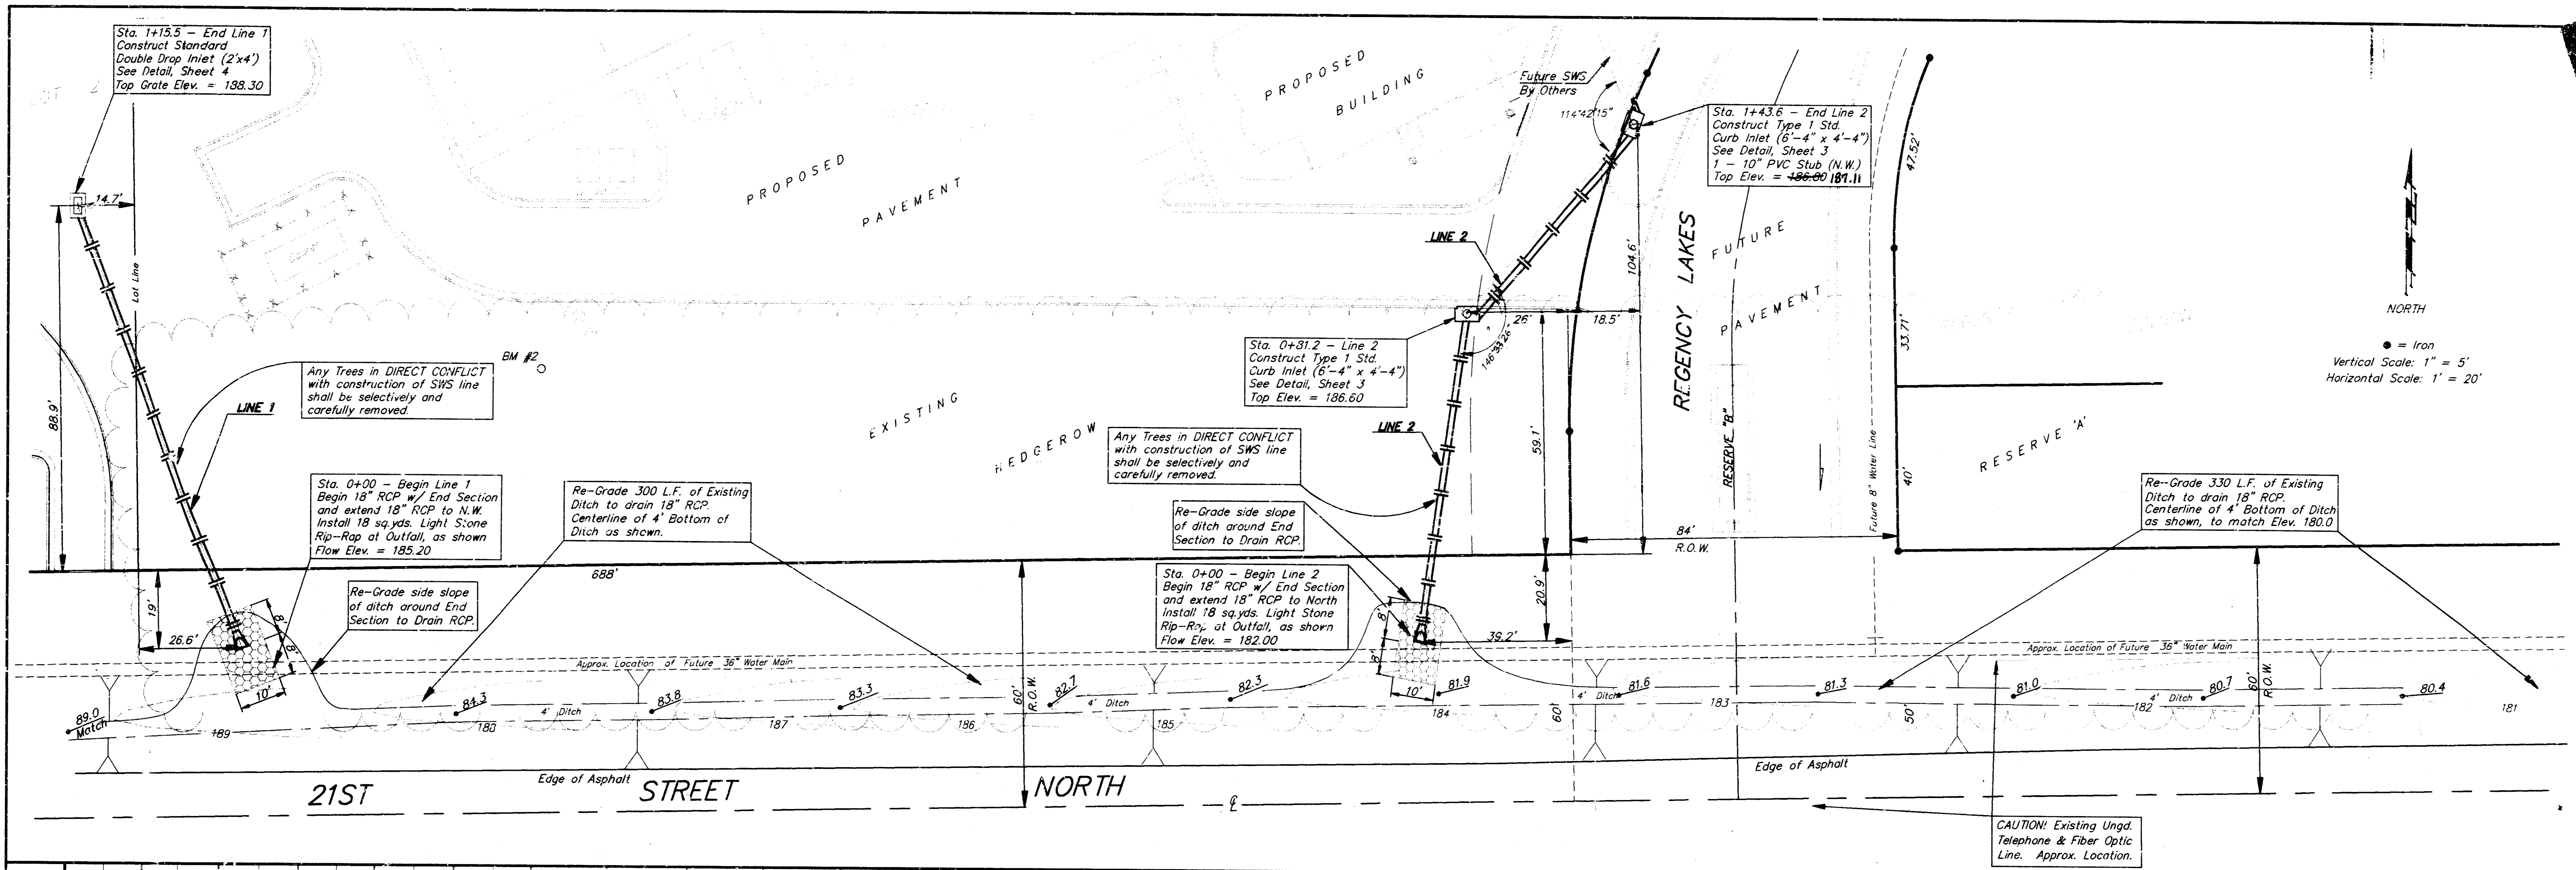 Sta. 1+15.5 - End Line 1
Construct Standard
Double Drop Inlet (2'x4')
See Detail, Sheet 4
Top Grate Elev. = 188.30
LOT 2
14.7'
Lot Line
88.9'
PROPOSED
PAVEMENT
PROPOSED
BUILDING
Future SWS
By Others
114°42'15"
Sta. 1+43.6 - End Line 2
Construct Type 1 Std.
Curb Inlet (6'-4" x 4'-4")
See Detail, Sheet 3
1 - 10" PVC Stub (N.W.)
Top Elev. = 186.80 187.11
47.52'
NORTH
● = Iron
Vertical Scale: 1" = 5'
Horizontal Scale: 1' = 20'
LINE 2
104.6'
REGENCY LAKES
FUTURE
PAVEMENT
33.71'
26'
18.5'
146°33'26"
Sta. 0+81.2 - Line 2
Construct Type 1 Std.
Curb Inlet (6'-4" x 4'-4")
See Detail, Sheet 3
Top Elev. = 186.60
BM #2
Any Trees in DIRECT CONFLICT
with construction of SWS line
shall be selectively and
carefully removed.
LINE 1
EXISTING
HEDGEROW
Any Trees in DIRECT CONFLICT
with construction of SWS line
shall be selectively and
carefully removed.
LINE 2
59.1'
RESERVE "B"
Future 8" Water Line
40'
RESERVE 'A'
Sta. 0+00 - Begin Line 1
Begin 18" RCP w/ End Section
and extend 18" RCP to N.W.
Install 18 sq.yds. Light Stone
Rip-Rap at Outfall, as shown
Flow Elev. = 185.20
Re-Grade 300 L.F. of Existing
Ditch to drain 18" RCP.
Centerline of 4' Bottom of
Ditch as shown.
Re-Grade side slope
of ditch around End
Section to Drain RCP.
Re-Grade 330 L.F. of Existing
Ditch to drain 18" RCP.
Centerline of 4' Bottom of Ditch
as shown, to match Elev. 180.0
84'
R.O.W.
688'
19'
26.6'
8'
8'
10'
Re-Grade side slope
of ditch around End
Section to Drain RCP.
Sta. 0+00 - Begin Line 2
Begin 18" RCP w/ End Section
and extend 18" RCP to North
Install 18 sq.yds. Light Stone
Rip-Rap at Outfall, as shown
Flow Elev. = 182.00
20.9'
39.2'
8'
8'
10'
Approx. Location of Future 36" Water Main
Approx. Location of Future 36" Water Main
89.0
Match
84.3
83.8
83.3
82.7
82.3
81.9
81.6
81.3
81.0
80.7
80.4
4' Ditch
4' Ditch
4' Ditch
4' Ditch
189
188
187
186
185
184
183
182
181
60'
R.O.W.
60'
50'
60'
R.O.W.
Edge of Asphalt
Edge of Asphalt
21ST STREET NORTH
℄
CAUTION! Existing Ungd.
Telephone & Fiber Optic
Line. Approx. Location.